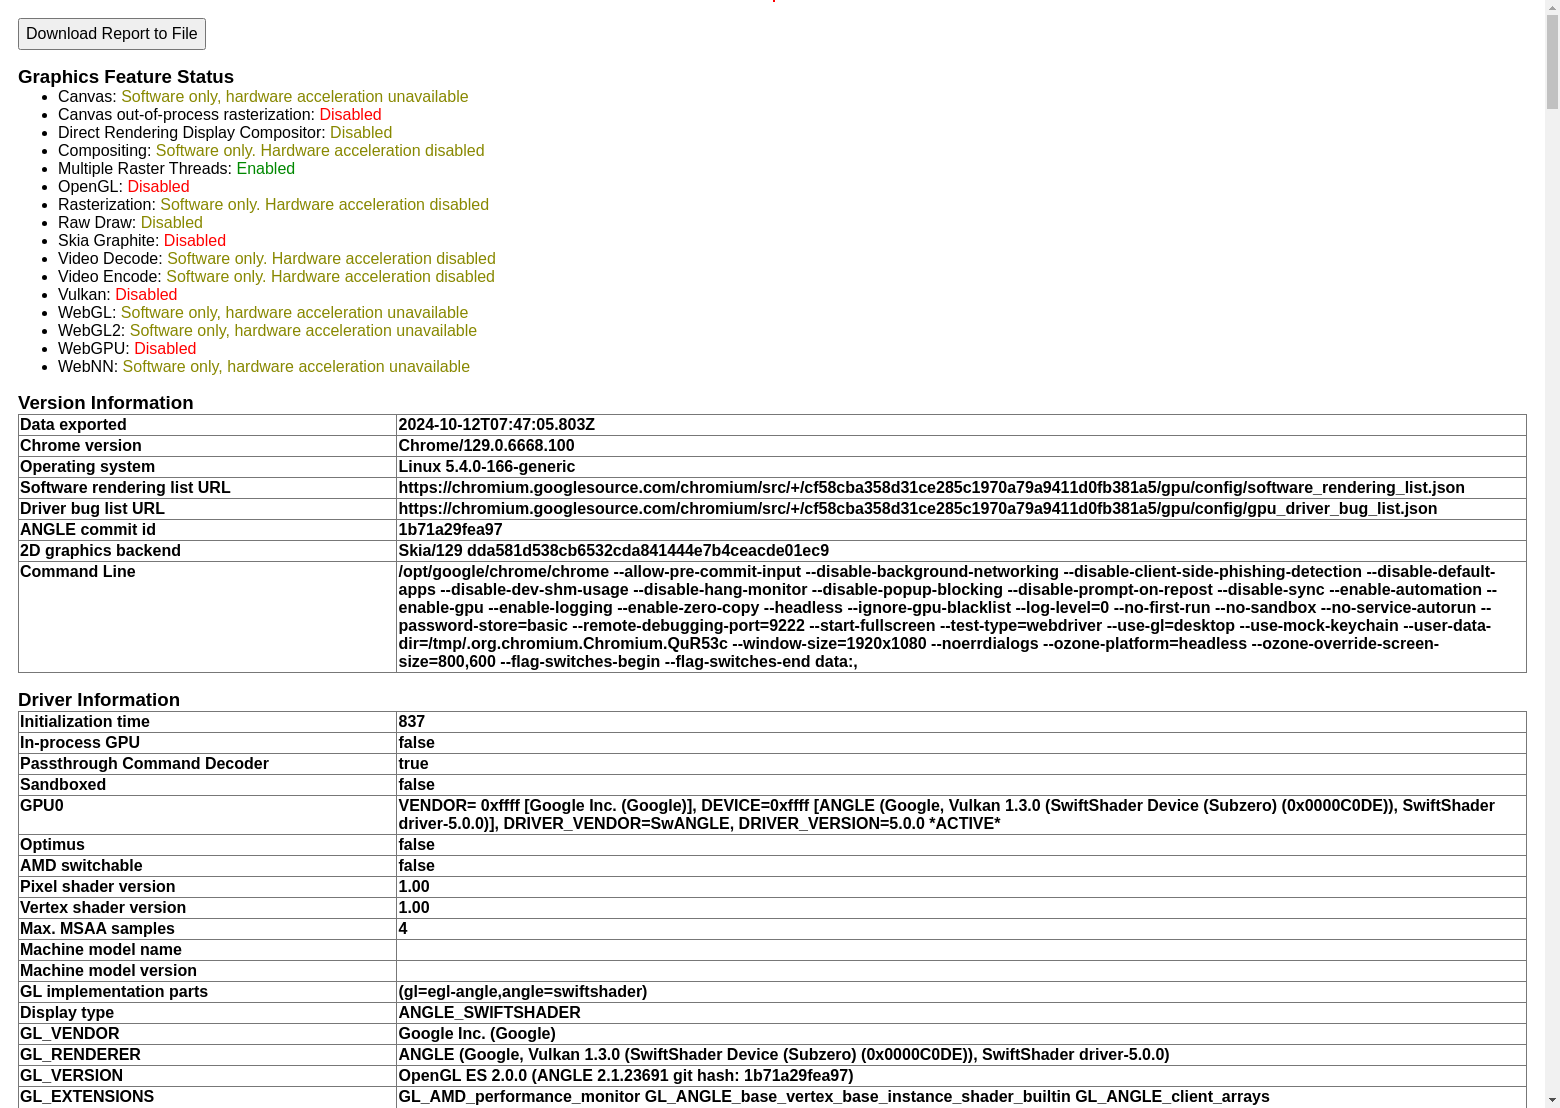 Download Report to File
Graphics Feature Status
Canvas: Software only, hardware acceleration unavailable
Canvas out-of-process rasterization: Disabled
Direct Rendering Display Compositor: Disabled
Compositing: Software only. Hardware acceleration disabled
Multiple Raster Threads: Enabled
OpenGL: Disabled
Rasterization: Software only. Hardware acceleration disabled
Raw Draw: Disabled
Skia Graphite: Disabled
Video Decode: Software only. Hardware acceleration disabled
Video Encode: Software only. Hardware acceleration disabled
Vulkan: Disabled
WebGL: Software only, hardware acceleration unavailable
WebGL2: Software only, hardware acceleration unavailable
WebGPU: Disabled
WebNN: Software only, hardware acceleration unavailable
Version Information
Data exported 2024-10-12T07:47:05.803Z
Chrome version Chrome/129.0.6668.100
Operating system Linux 5.4.0-166-generic
Software rendering list URL https://chromium.googlesource.com/chromium/src/+/cf58cba358d31ce285c1970a79a9411d0fb381a5/gpu/config/software_rendering_list.json
Driver bug list URL https://chromium.googlesource.com/chromium/src/+/cf58cba358d31ce285c1970a79a9411d0fb381a5/gpu/config/gpu_driver_bug_list.json
ANGLE commit id 1b71a29fea97
2D graphics backend Skia/129 dda581d538cb6532cda841444e7b4ceacde01ec9
Command Line /opt/google/chrome/chrome --allow-pre-commit-input --disable-background-networking --disable-client-side-phishing-detection --disable-default-
apps --disable-dev-shm-usage --disable-hang-monitor --disable-popup-blocking --disable-prompt-on-repost --disable-sync --enable-automation --
enable-gpu --enable-logging --enable-zero-copy --headless --ignore-gpu-blacklist --log-level=0 --no-first-run --no-sandbox --no-service-autorun --
password-store=basic --remote-debugging-port=9222 --start-fullscreen --test-type=webdriver --use-gl=desktop --use-mock-keychain --user-data-
dir=/tmp/.org.chromium.Chromium.QuR53c --window-size=1920x1080 --noerrdialogs --ozone-platform=headless --ozone-override-screen-
size=800,600 --flag-switches-begin --flag-switches-end data:,
Driver Information
Initialization time 837
In-process GPU false
Passthrough Command Decoder true
Sandboxed false
GPU0 VENDOR= 0xffff [Google Inc. (Google)], DEVICE=0xffff [ANGLE (Google, Vulkan 1.3.0 (SwiftShader Device (Subzero) (0x0000C0DE)), SwiftShader
driver-5.0.0)], DRIVER_VENDOR=SwANGLE, DRIVER_VERSION=5.0.0 *ACTIVE*
Optimus false
AMD switchable false
Pixel shader version 1.00
Vertex shader version 1.00
Max. MSAA samples 4
Machine model name
Machine model version
GL implementation parts (gl=egl-angle,angle=swiftshader)
Display type ANGLE_SWIFTSHADER
GL_VENDOR Google Inc. (Google)
GL_RENDERER ANGLE (Google, Vulkan 1.3.0 (SwiftShader Device (Subzero) (0x0000C0DE)), SwiftShader driver-5.0.0)
GL_VERSION OpenGL ES 2.0.0 (ANGLE 2.1.23691 git hash: 1b71a29fea97)
GL_EXTENSIONS GL_AMD_performance_monitor GL_ANGLE_base_vertex_base_instance_shader_builtin GL_ANGLE_client_arrays